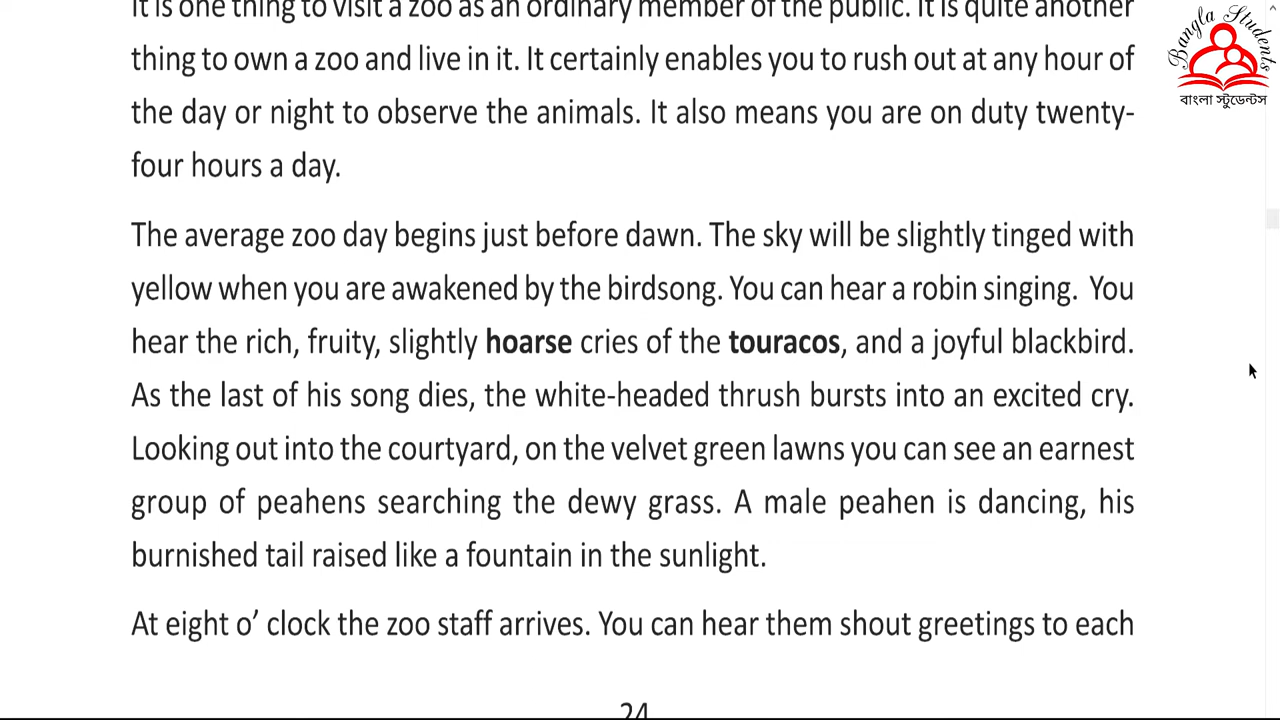 It is one thing to visit a zoo as an ordinary member of the public. It is quite another
thing to own a zoo and live in it. It certainly enables you to rush out at any hour of
the day or night to observe the animals. It also means you are on duty twenty-
four hours a day.
The average zoo day begins just before dawn. The sky will be slightly tinged with
yellow when you are awakened by the birdsong. You can hear a robin singing. You
hear the rich, fruity, slightly hoarse cries of the touracos, and a joyful blackbird.
As the last of his song dies, the white-headed thrush bursts into an excited cry.
Looking out into the courtyard, on the velvet green lawns you can see an earnest
group of peahens searching the dewy grass. A male peahen is dancing, his
burnished tail raised like a fountain in the sunlight.
At eight o’ clock the zoo staff arrives. You can hear them shout greetings to each
24
Bangla Students
বাংলা স্টুডেন্টস